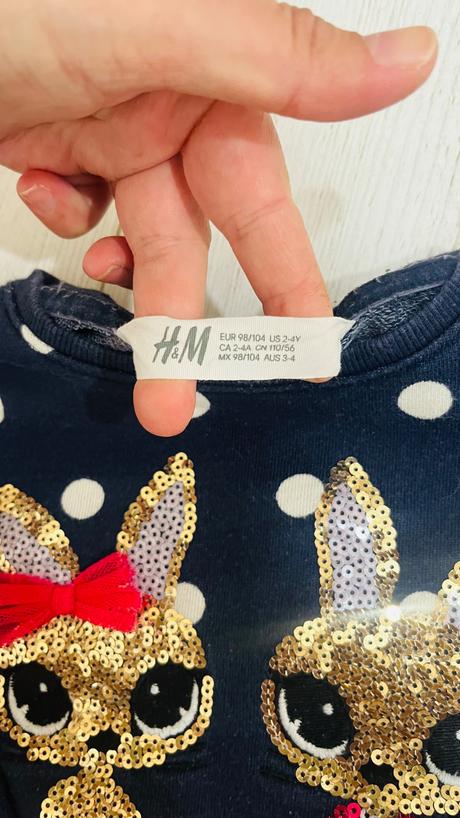 H&M
EUR 98/104 US 2-4Y
CA 2-4A CN 110/56
MX 98/104 AUS 3-4